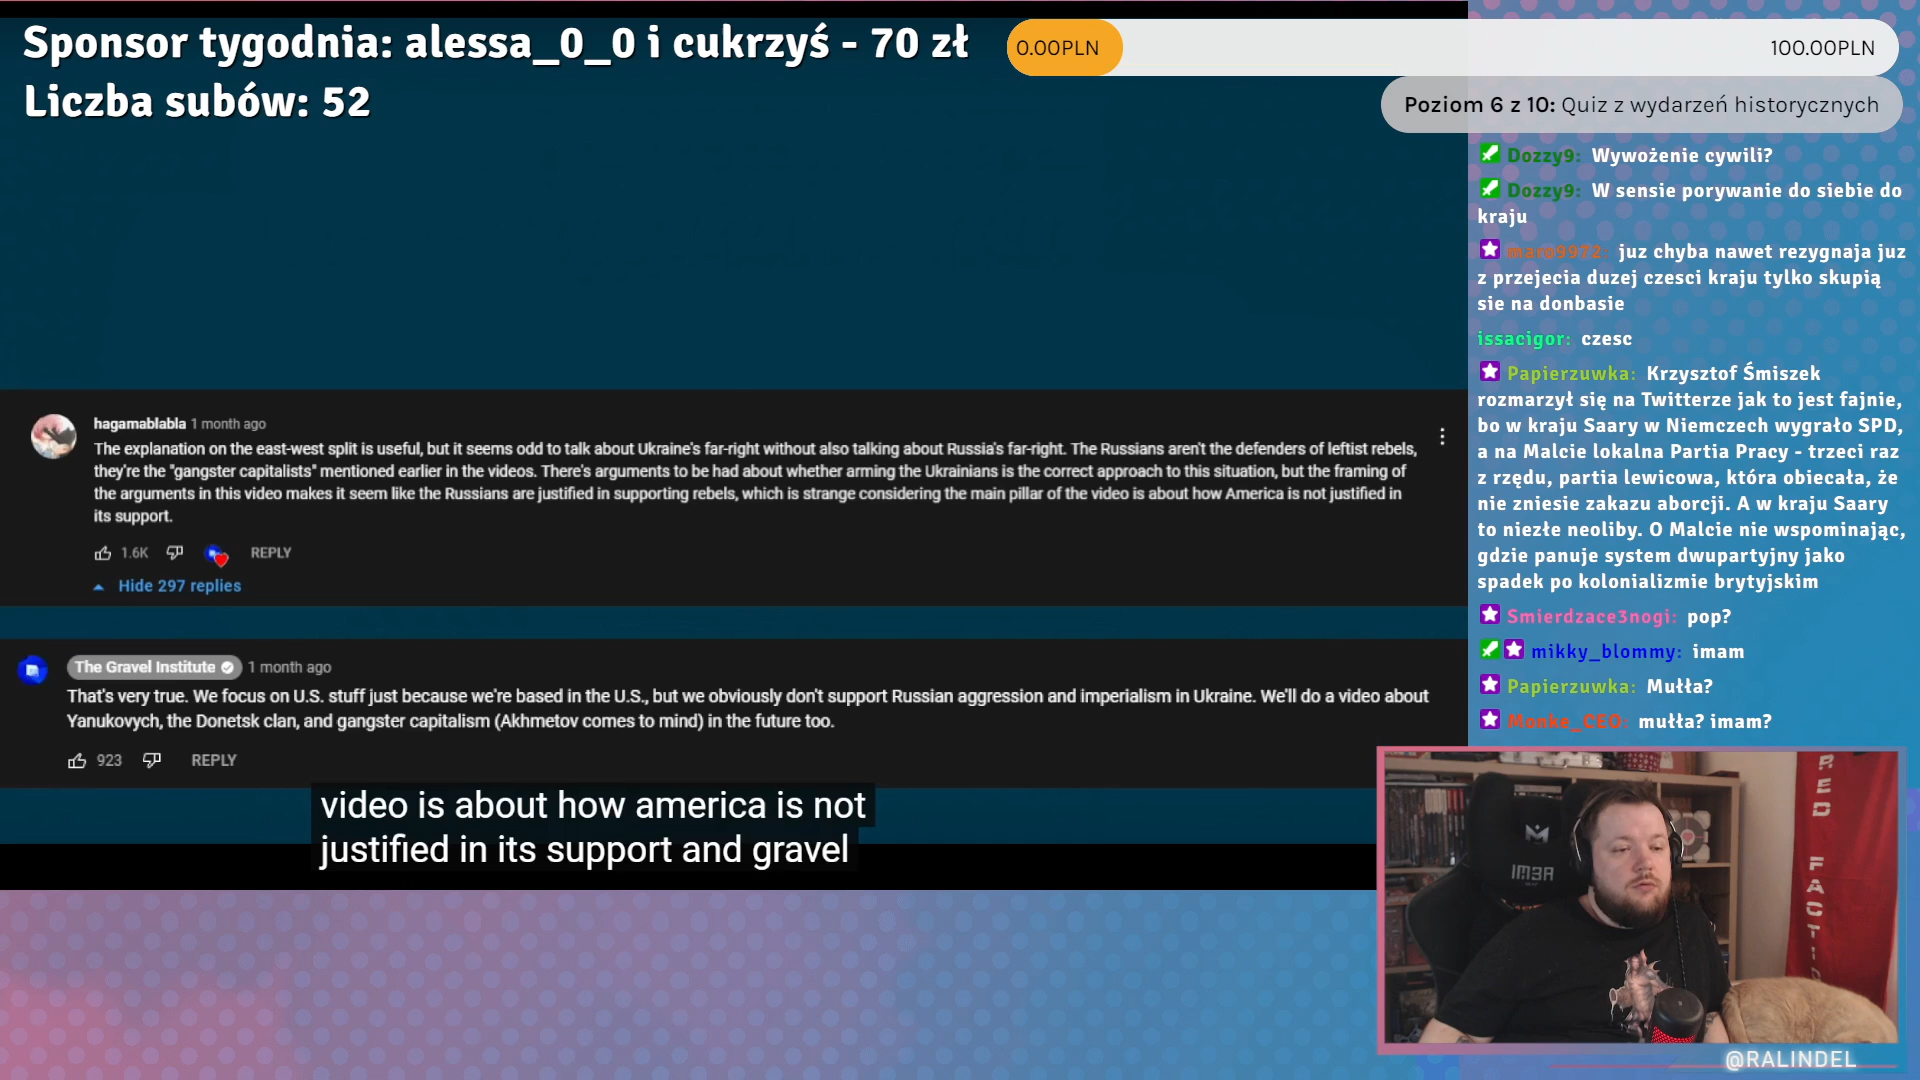 Sponsor tygodnia: alessa_0_0 i cukrzyś - 70 zł
Liczba subów: 52
0.00PLN
100.00PLN
Poziom 6 z 10: Quiz z wydarzeń historycznych
hagamablabla 1 month ago
The explanation on the east-west split is useful, but it seems odd to talk about Ukraine's far-right without also talking about Russia's far-right. The Russians aren't the defenders of leftist rebels,
they're the "gangster capitalists" mentioned earlier in the videos. There's arguments to be had about whether arming the Ukrainians is the correct approach to this situation, but the framing of
the arguments in this video makes it seem like the Russians are justified in supporting rebels, which is strange considering the main pillar of the video is about how America is not justified in
its support.
1.6K REPLY
Hide 297 replies
The Gravel Institute 1 month ago
That's very true. We focus on U.S. stuff just because we're based in the U.S., but we obviously don't support Russian aggression and imperialism in Ukraine. We'll do a video about
Yanukovych, the Donetsk clan, and gangster capitalism (Akhmetov comes to mind) in the future too.
923 REPLY
video is about how america is not
justified in its support and gravel
Dozzy9: Wywożenie cywili?
Dozzy9: W sensie porywanie do siebie do
kraju
maro9972: juz chyba nawet rezygnaja juz
z przejecia duzej czesci kraju tylko skupią
sie na donbasie
issacigor: czesc
Papierzuwka: Krzysztof Śmiszek
rozmarzył się na Twitterze jak to jest fajnie,
bo w kraju Saary w Niemczech wygrało SPD,
a na Malcie lokalna Partia Pracy - trzeci raz
z rzędu, partia lewicowa, która obiecała, że
nie zniesie zakazu aborcji. A w kraju Saary
to niezłe neoliby. O Malcie nie wspominając,
gdzie panuje system dwupartyjny jako
spadek po kolonializmie brytyjskim
Smierdzace3nogi: pop?
mikky_blommy: imam
Papierzuwka: Mułła?
Monke_CEO: mułła? imam?
IM3R
RED FACTI
@RALINDEL